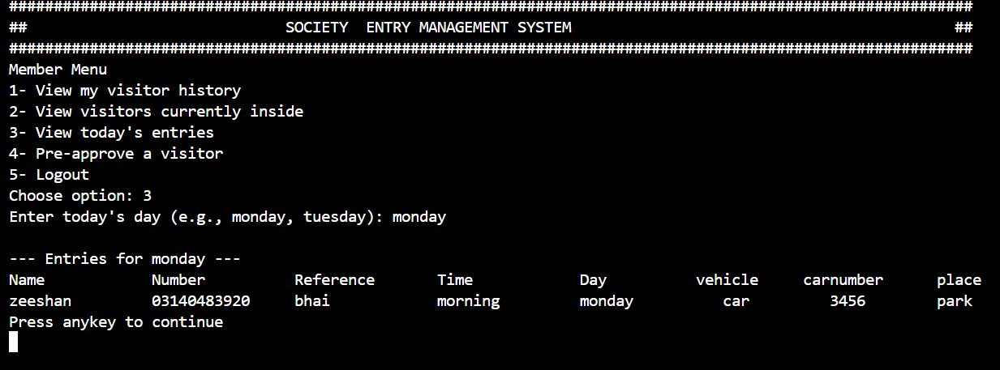 ############################################################################################################
##                             SOCIETY  ENTRY MANAGEMENT SYSTEM                                           ##
############################################################################################################
Member Menu
1- View my visitor history
2- View visitors currently inside
3- View today's entries
4- Pre-approve a visitor
5- Logout
Choose option: 3
Enter today's day (e.g., monday, tuesday): monday

--- Entries for monday ---
Name            Number          Reference       Time            Day          vehicle     carnumber      place
zeeshan         03140483920     bhai            morning         monday          car         3456        park
Press anykey to continue